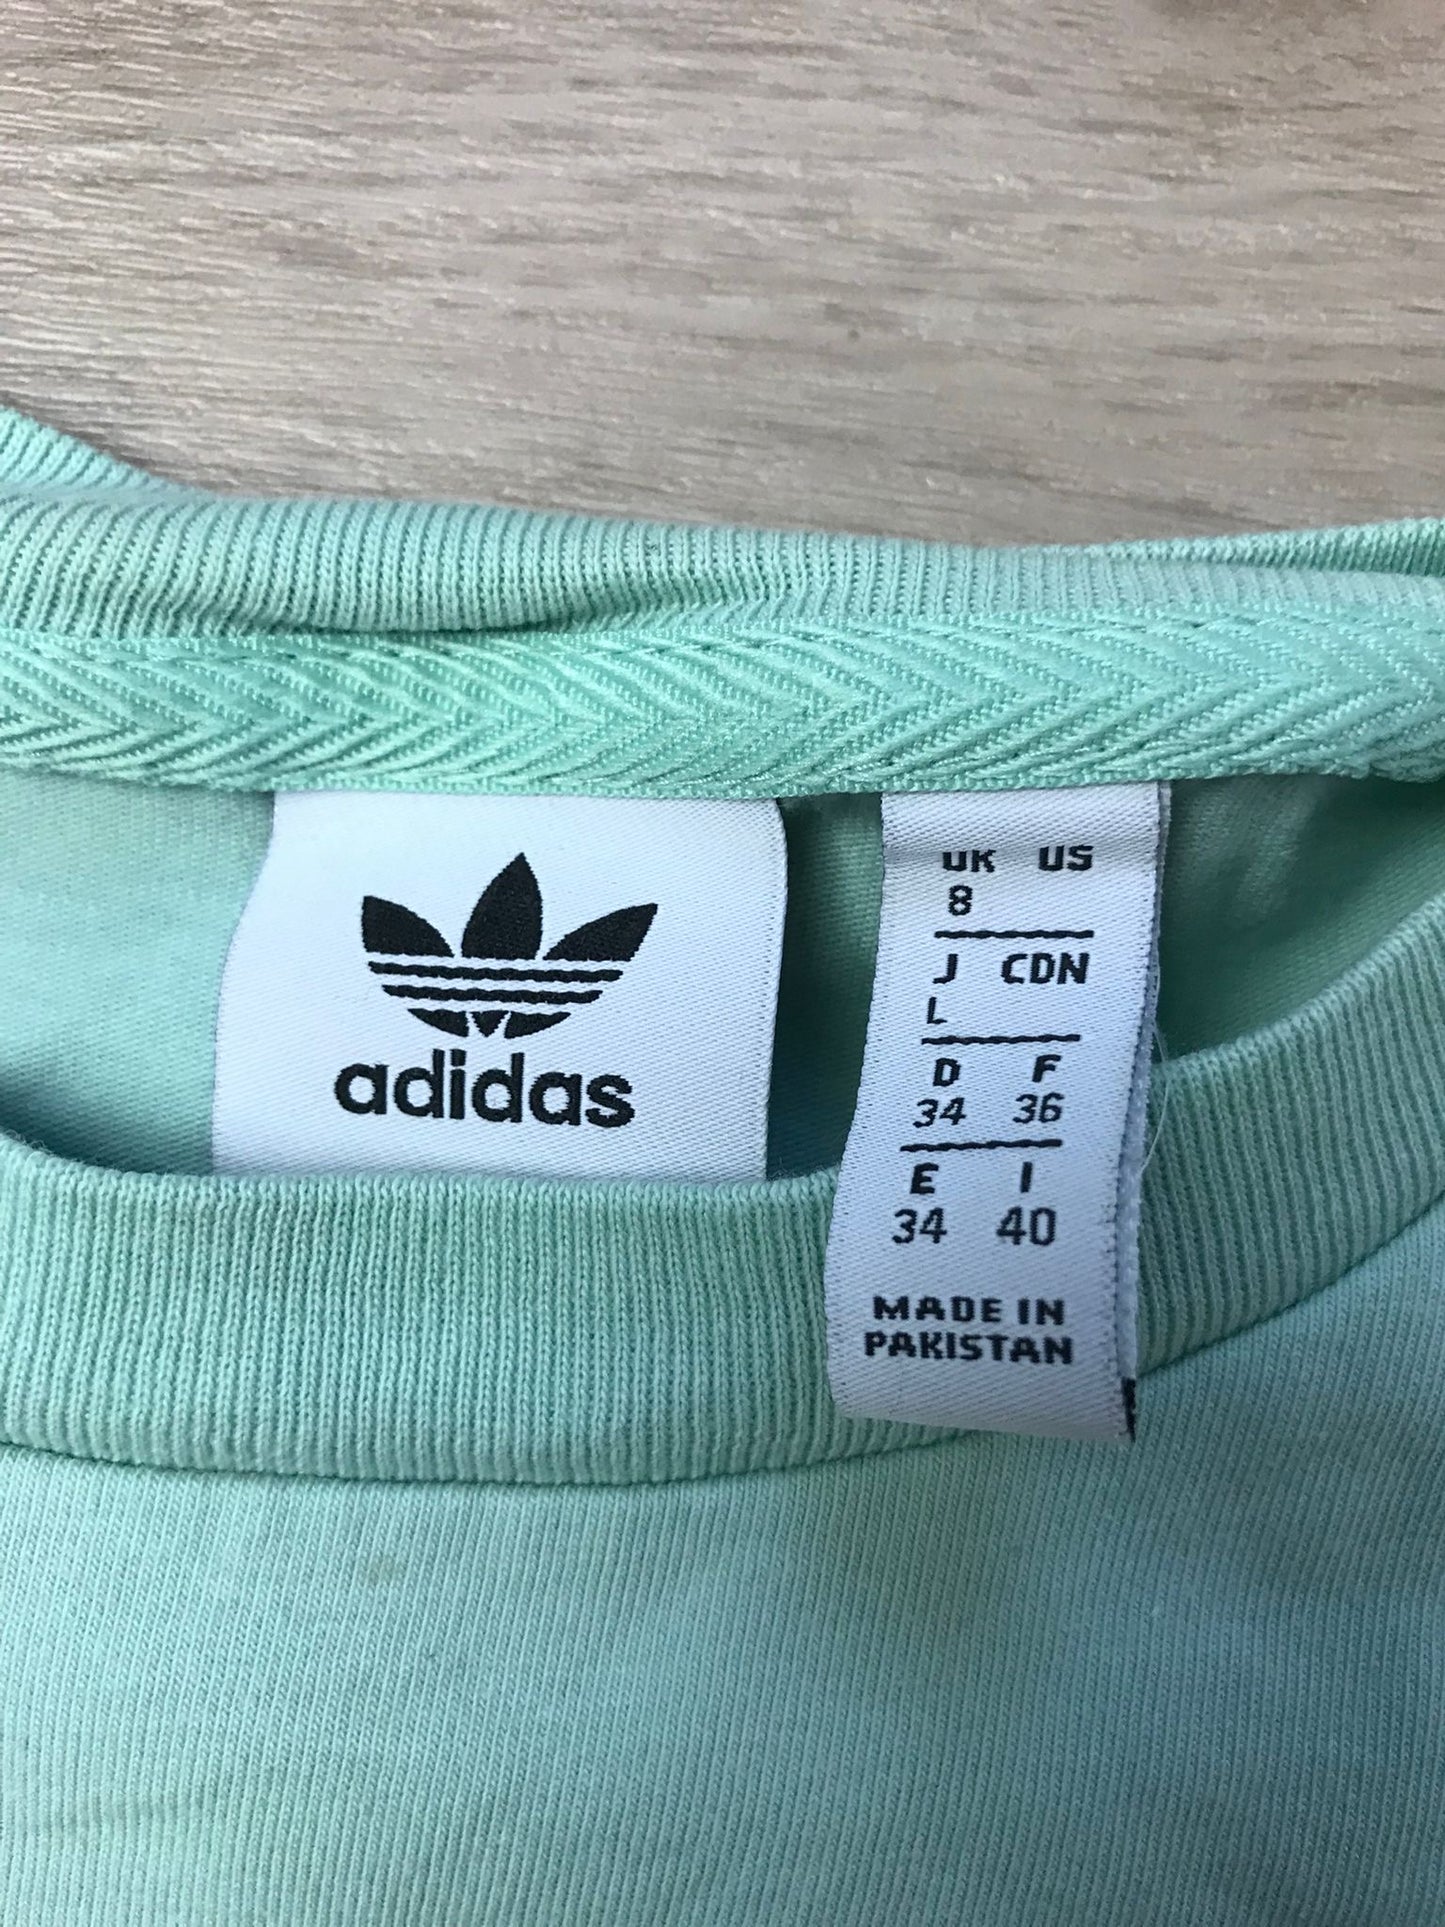 adidas
UK US
8
J CDN
L
D F
34 36
E I
34 40
MADE IN
PAKISTAN